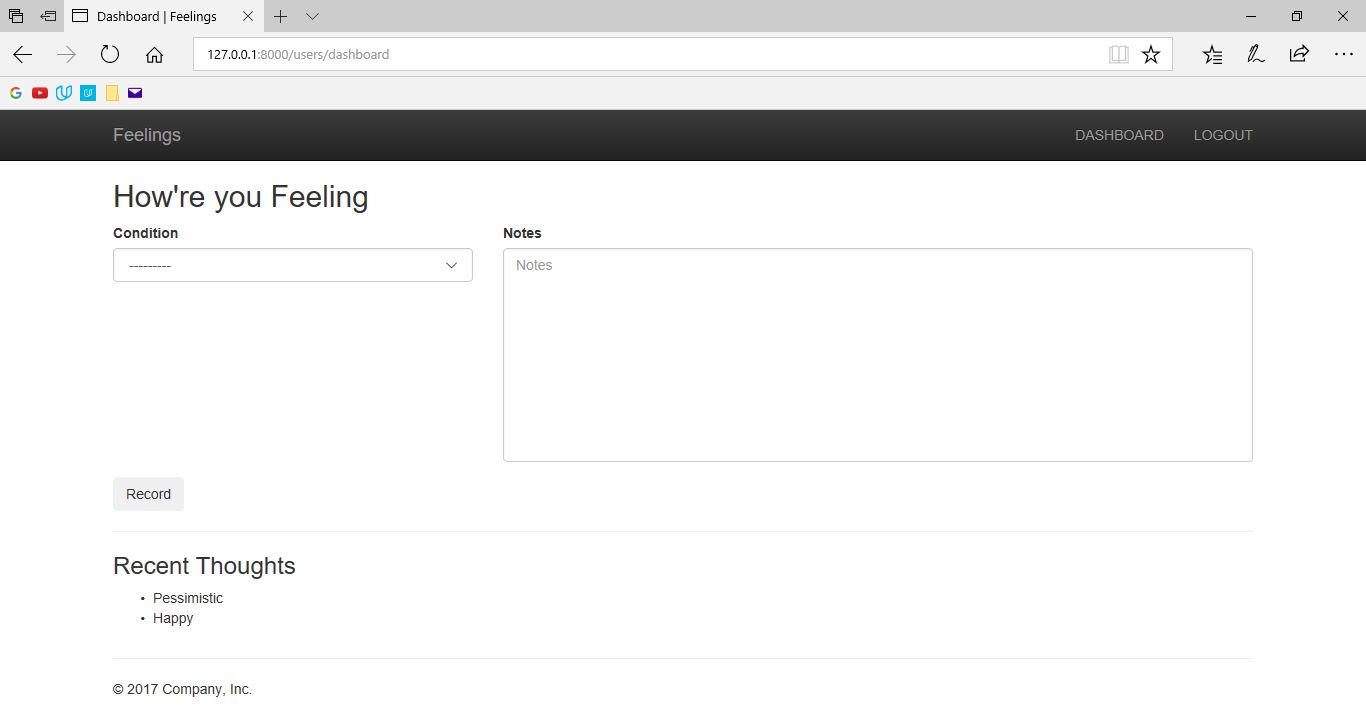 Dashboard | Feelings
127.0.0.1:8000/users/dashboard
Feelings DASHBOARD LOGOUT
How're you Feeling
Condition Notes
--------- Notes
Record
Recent Thoughts
• Pessimistic
• Happy
© 2017 Company, Inc.